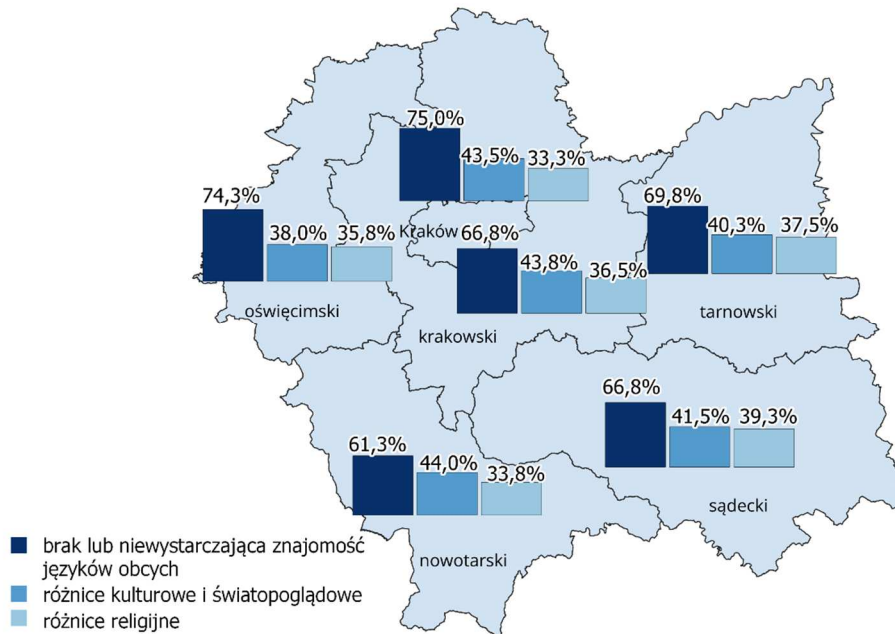 75,0%
43,5%
33,3%
74,3%
38,0%
35,8%
Kraków
66,8%
43,8%
36,5%
69,8%
40,3%
37,5%
oświęcimski
krakowski
tarnowski
66,8%
41,5%
39,3%
61,3%
44,0%
33,8%
sądecki
nowotarski
brak lub niewystarczająca znajomość
języków obcych
różnice kulturowe i światopoglądowe
różnice religijne